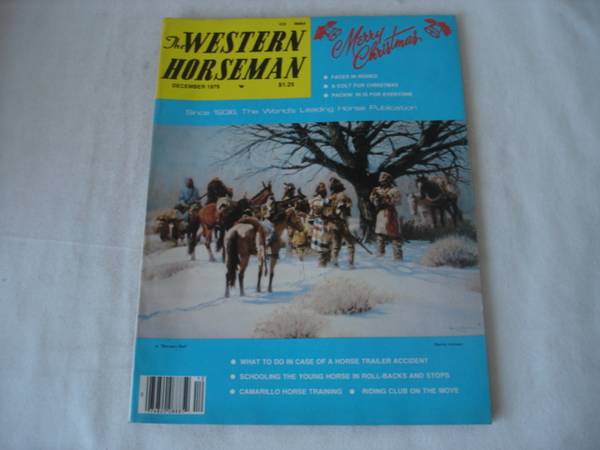 The WESTERN
HORSEMAN
DECEMBER 1979
$1.25
Merry
Christmas
• FACES IN RODEO
• A COLT FOR CHRISTMAS
• PACKIN' IN IS FOR EVERYONE
Since 1936, The World's Leading Horse Publication
• WHAT TO DO IN CASE OF A HORSE TRAILER ACCIDENT
• SCHOOLING THE YOUNG HORSE IN ROLL-BACKS AND STOPS
• CAMARILLO HORSE TRAINING • RIDING CLUB ON THE MOVE
12